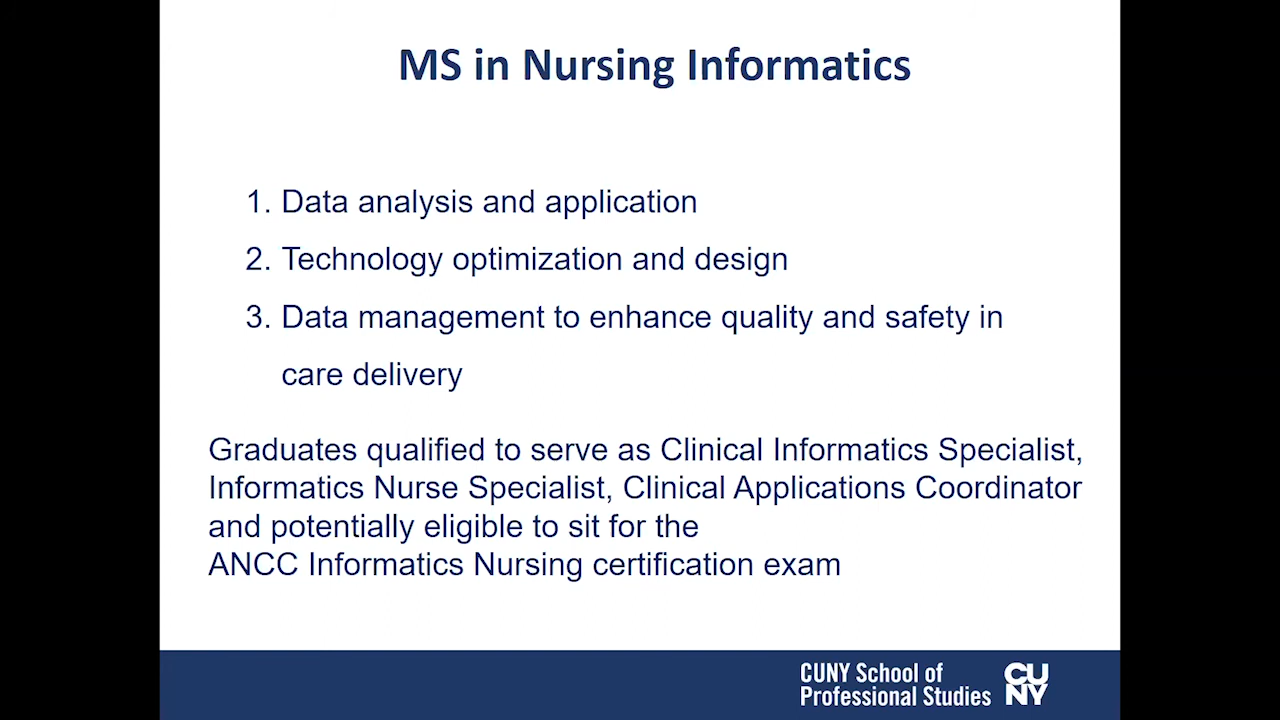 MS in Nursing Informatics
1. Data analysis and application
2. Technology optimization and design
3. Data management to enhance quality and safety in
care delivery
Graduates qualified to serve as Clinical Informatics Specialist,
Informatics Nurse Specialist, Clinical Applications Coordinator
and potentially eligible to sit for the
ANCC Informatics Nursing certification exam
CUNY School of
Professional Studies
CU
NY